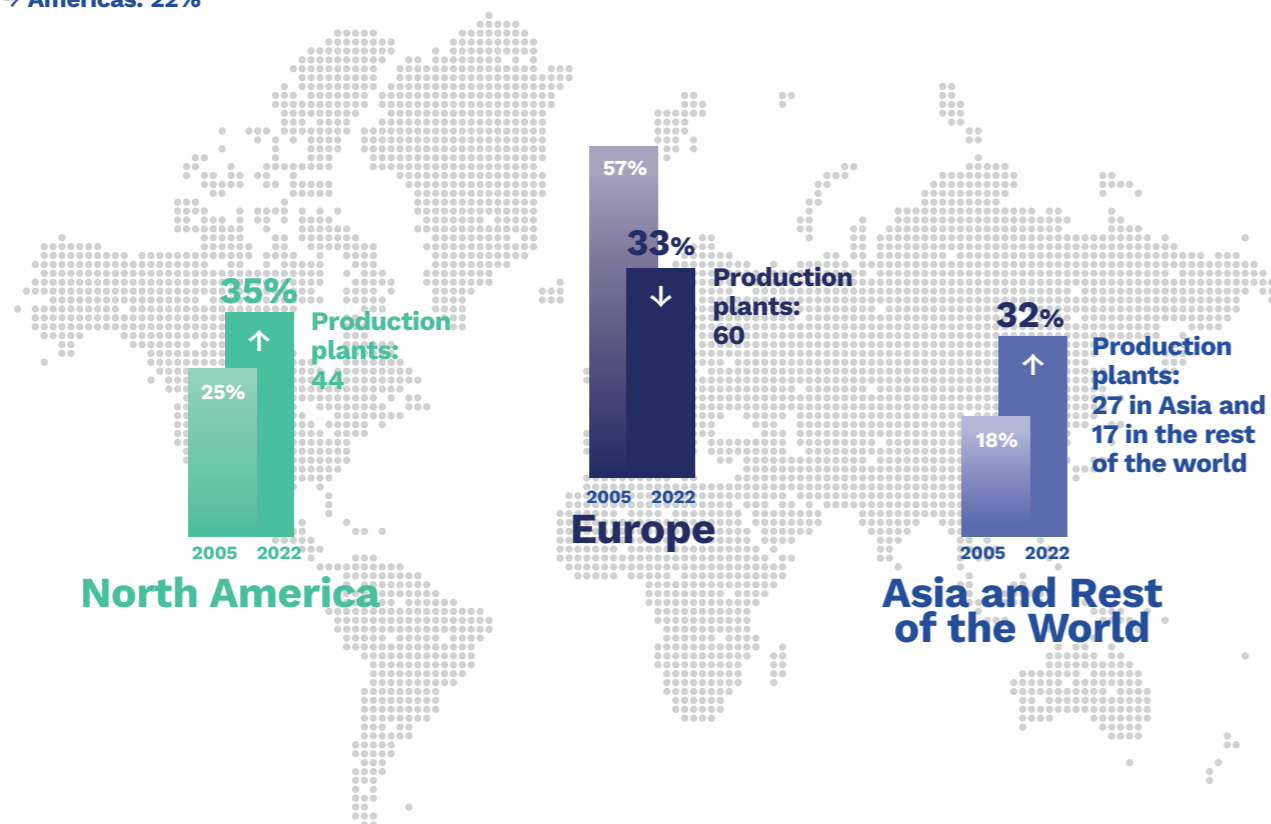 → Americas: 22%
57%
33%
Production
plants:
60
35%
Production
plants:
44
25%
32%
Production
plants:
27 in Asia and
17 in the rest
of the world
18%
2005 2022
Europe
2005 2022
North America
2005 2022
Asia and Rest
of the World